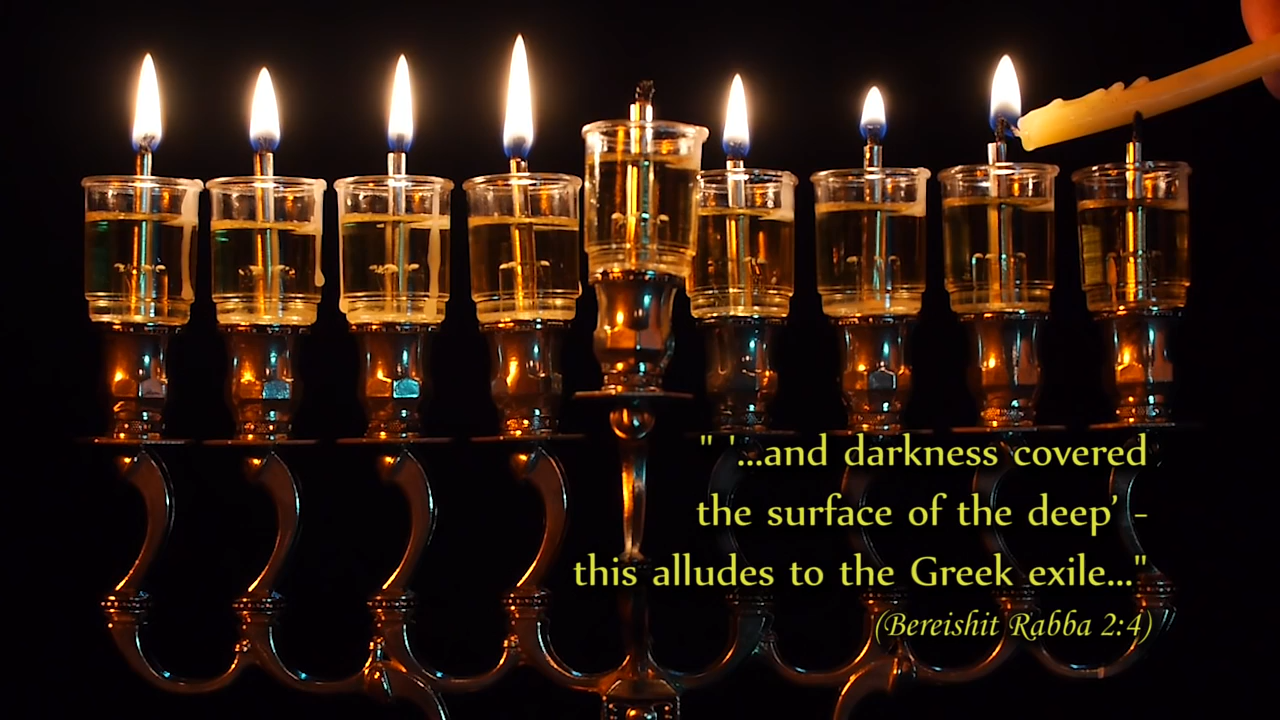 " '...and darkness covered
the surface of the deep' -
this alludes to the Greek exile..."
(Bereishit Rabba 2:4)